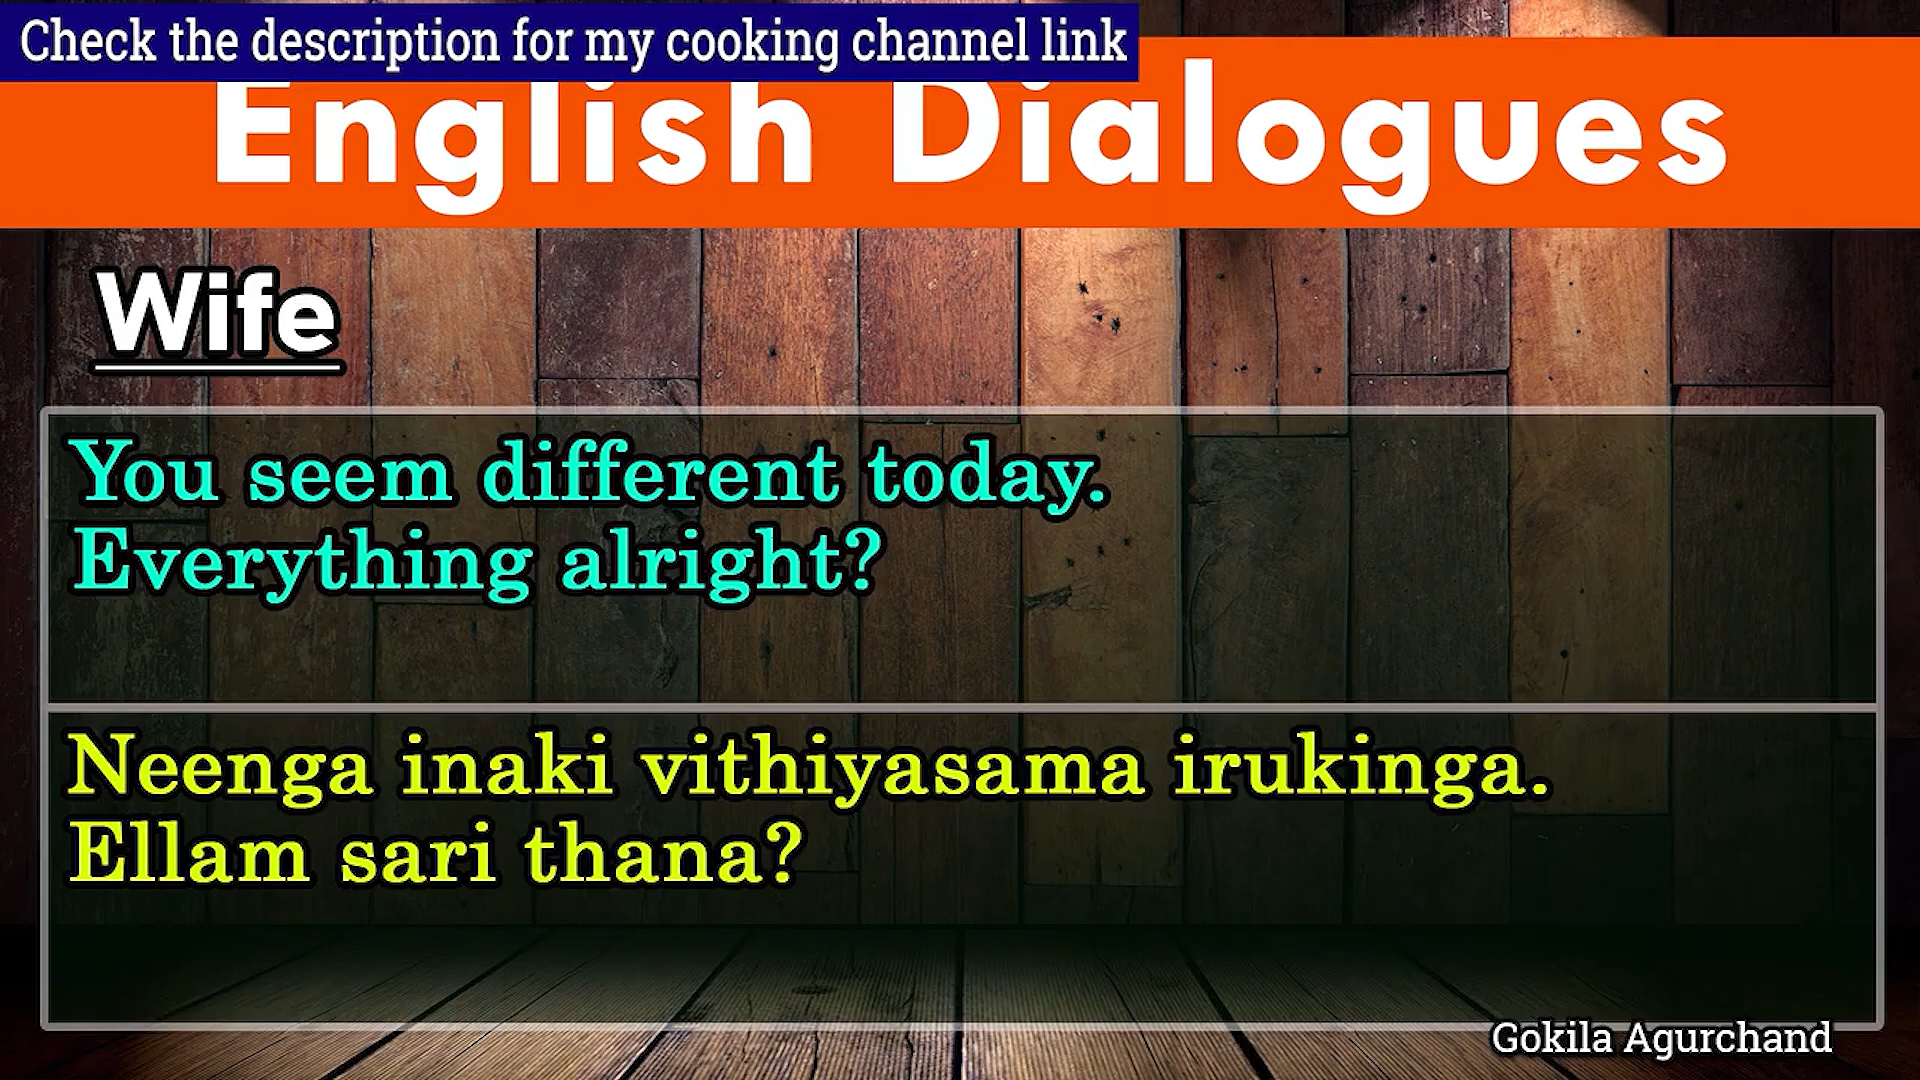 Check the description for my cooking channel link
English Dialogues
Wife
You seem different today.
Everything alright?
Neenga inaki vithiyasama irukinga.
Ellam sari thana?
Gokila Agurchand